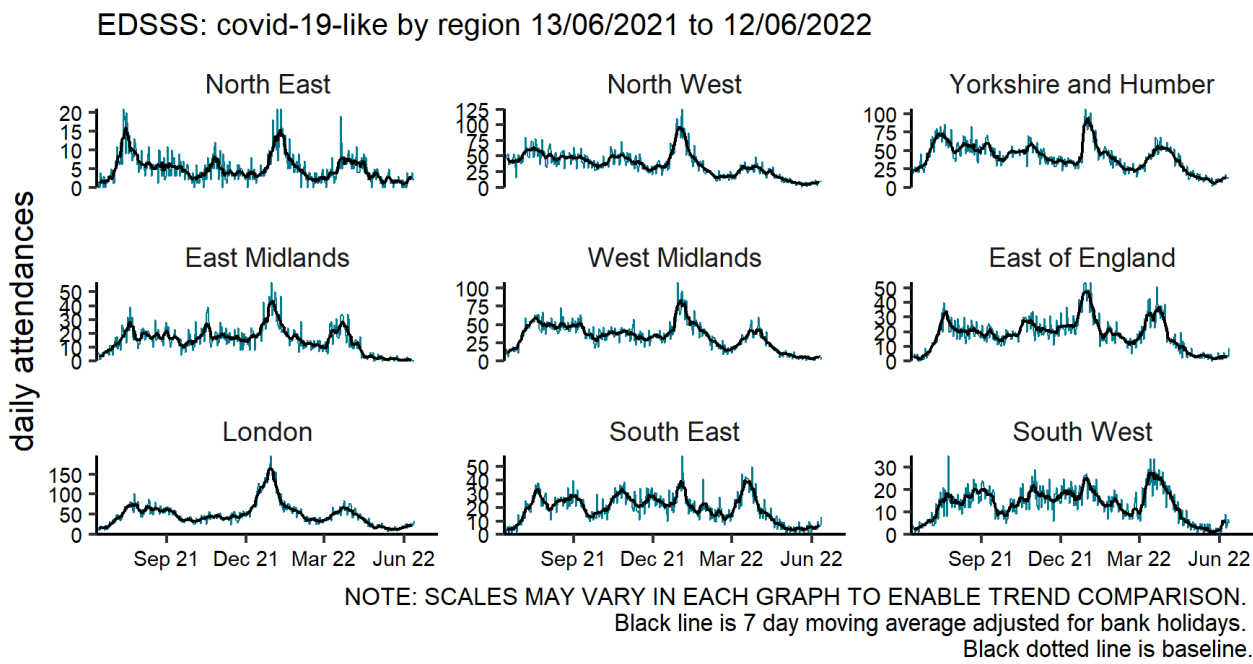 EDSSS: covid-19-like by region 13/06/2021 to 12/06/2022
daily attendances
North East
20
15
10
5
0
North West
125
100
75
50
25
0
Yorkshire and Humber
100
75
50
25
0
East Midlands
50
40
30
20
10
0
West Midlands
100
75
50
25
0
East of England
50
40
30
20
10
0
London
150
100
50
0
South East
50
40
30
20
10
0
South West
30
20
10
0
Sep 21 Dec 21 Mar 22 Jun 22
Sep 21 Dec 21 Mar 22 Jun 22
Sep 21 Dec 21 Mar 22 Jun 22
NOTE: SCALES MAY VARY IN EACH GRAPH TO ENABLE TREND COMPARISON.
Black line is 7 day moving average adjusted for bank holidays.
Black dotted line is baseline.